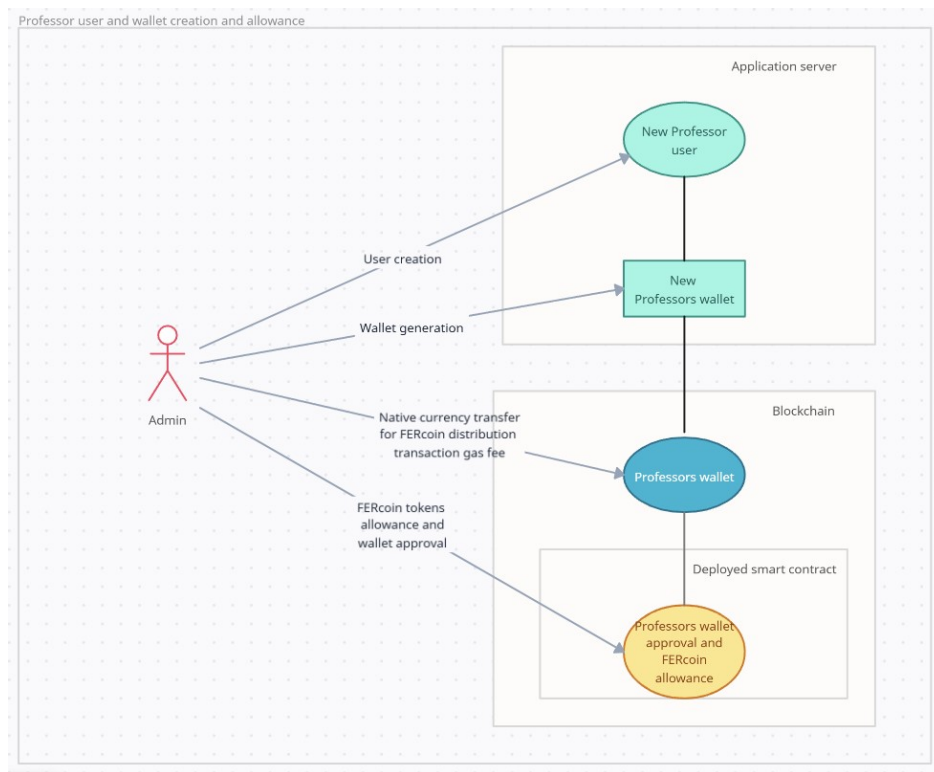 Professor user and wallet creation and allowance
Application server
New Professor
user
User creation
New
Professors wallet
Wallet generation
Admin
Blockchain
Native currency transfer
for FERcoin distribution
transaction gas fee
Professors wallet
FERcoin tokens
allowance and
wallet approval
Deployed smart contract
Professors wallet
approval and
FERcoin
allowance